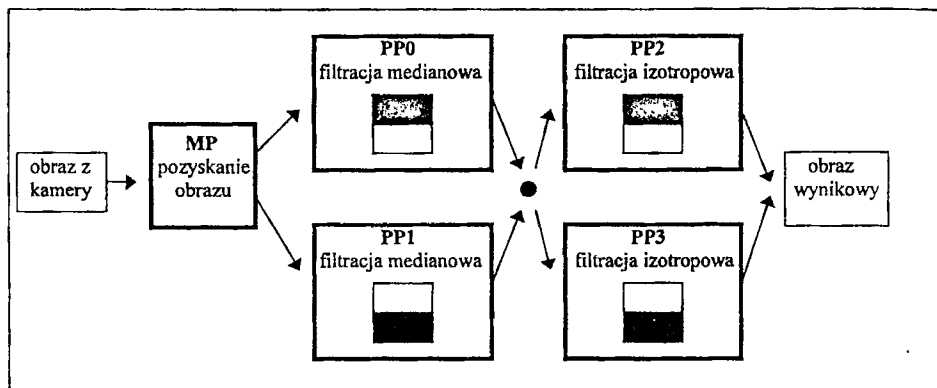 obraz z
kamery
MP
pozyskanie
obrazu
PP0
filtracja medianowa
PP1
filtracja medianowa
PP2
filtracja izotropowa
PP3
filtracja izotropowa
obraz
wynikowy